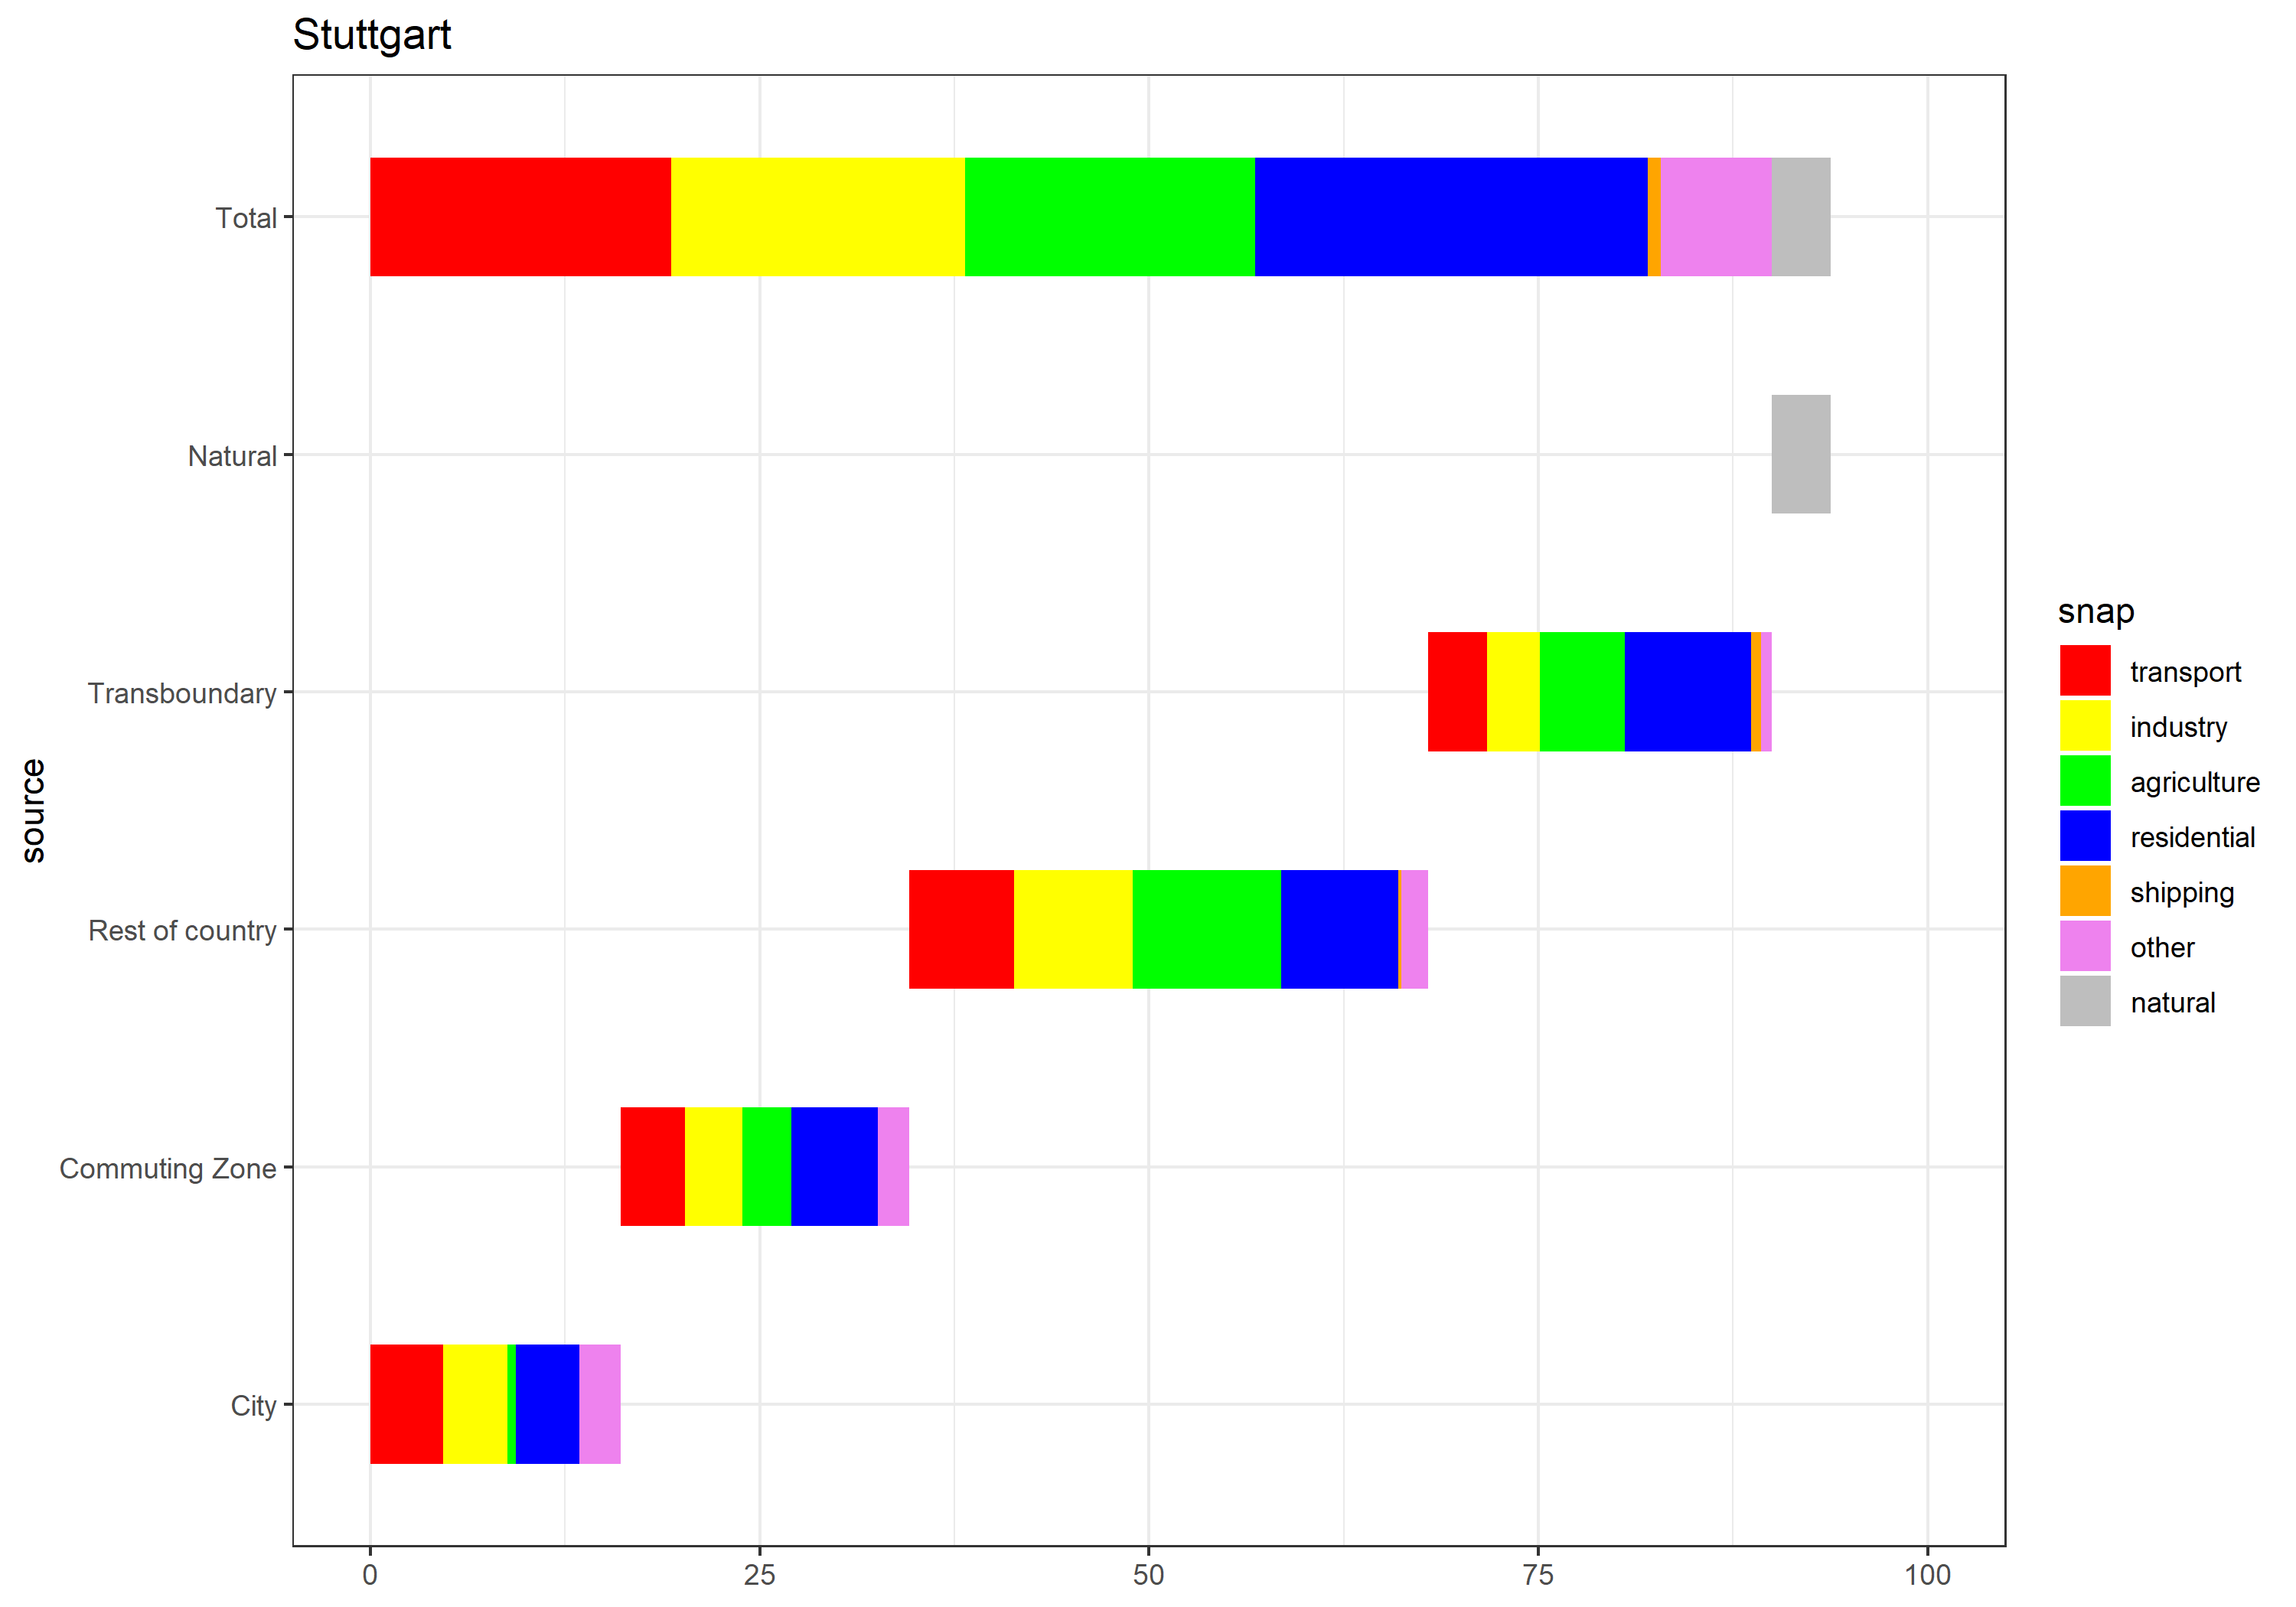 Stuttgart
Total
Natural
Transboundary
Rest of country
Commuting Zone
City
source
0 25 50 75 100
snap
transport
industry
agriculture
residential
shipping
other
natural